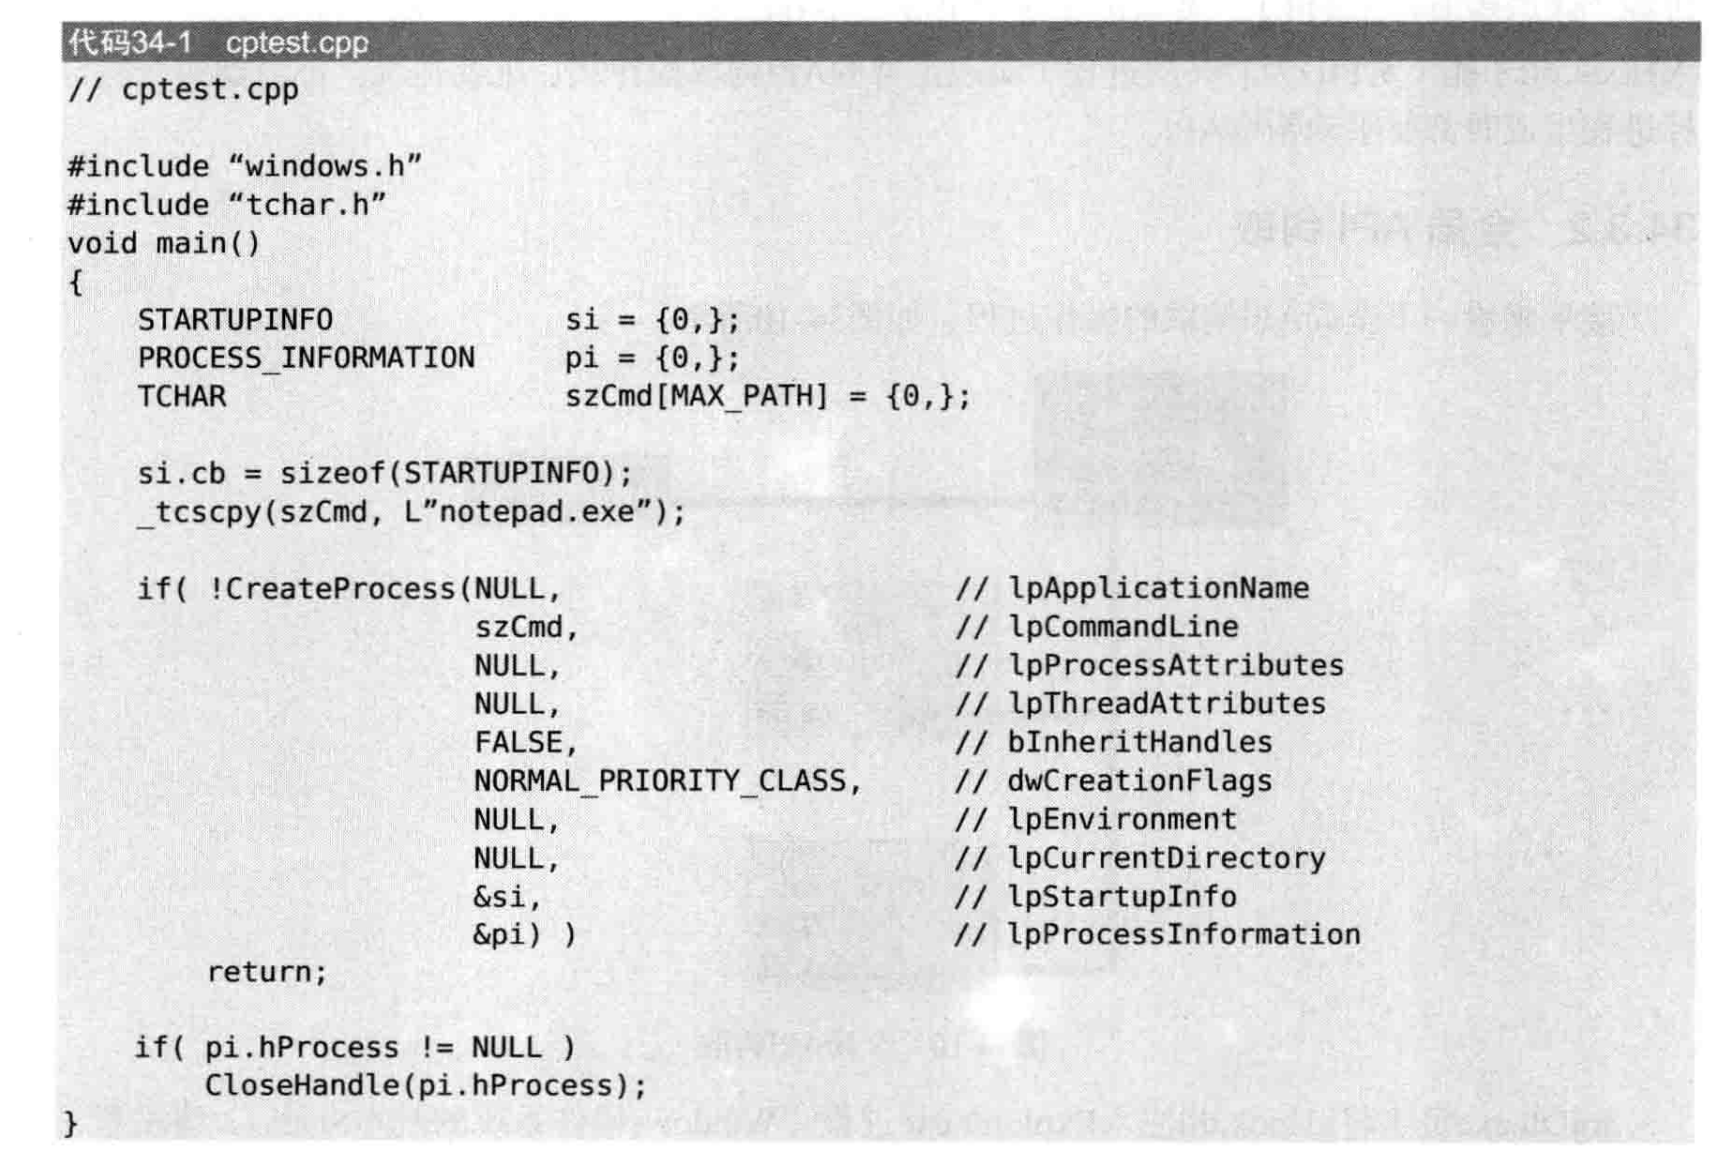 代码34-1 cptest.cpp
// cptest.cpp

#include “windows.h”
#include “tchar.h”
void main()
{
    STARTUPINFO             si = {0,};
    PROCESS_INFORMATION     pi = {0,};
    TCHAR                   szCmd[MAX_PATH] = {0,};

    si.cb = sizeof(STARTUPINFO);
    _tcscpy(szCmd, L”notepad.exe”);

    if( !CreateProcess(NULL,                      // lpApplicationName
                       szCmd,                     // lpCommandLine
                       NULL,                      // lpProcessAttributes
                       NULL,                      // lpThreadAttributes
                       FALSE,                     // bInheritHandles
                       NORMAL_PRIORITY_CLASS,     // dwCreationFlags
                       NULL,                      // lpEnvironment
                       NULL,                      // lpCurrentDirectory
                       &si,                       // lpStartupInfo
                       &pi) )                     // lpProcessInformation
        return;

    if( pi.hProcess != NULL )
        CloseHandle(pi.hProcess);
}